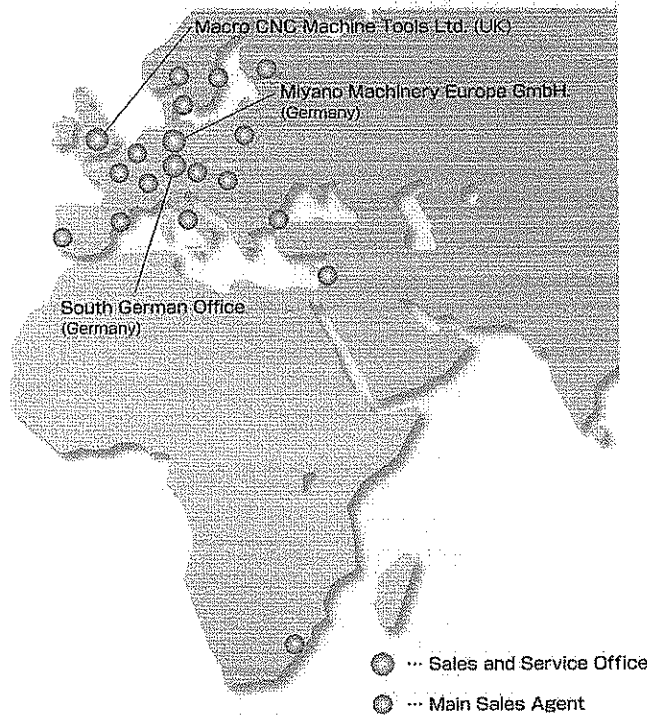 Macro CNC Machine Tools Ltd. (UK)
Miyano Machinery Europe GmbH
(Germany)
South German Office
(Germany)
··· Sales and Service Office
··· Main Sales Agent